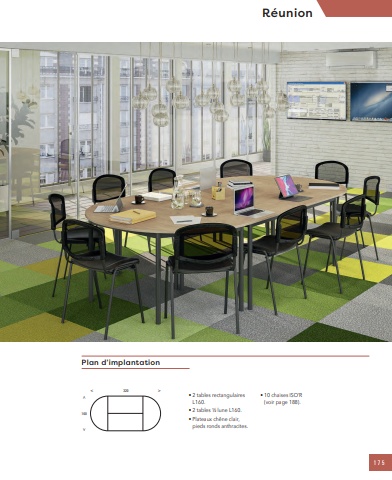 Réunion
Plan d'implantation
• 2 tables rectangulaires
L160.
• 2 tables ½ lune L160.
• Plateaux chêne clair,
pieds ronds anthracites.
• 10 chaises ISO'R
(voir page 188).
175